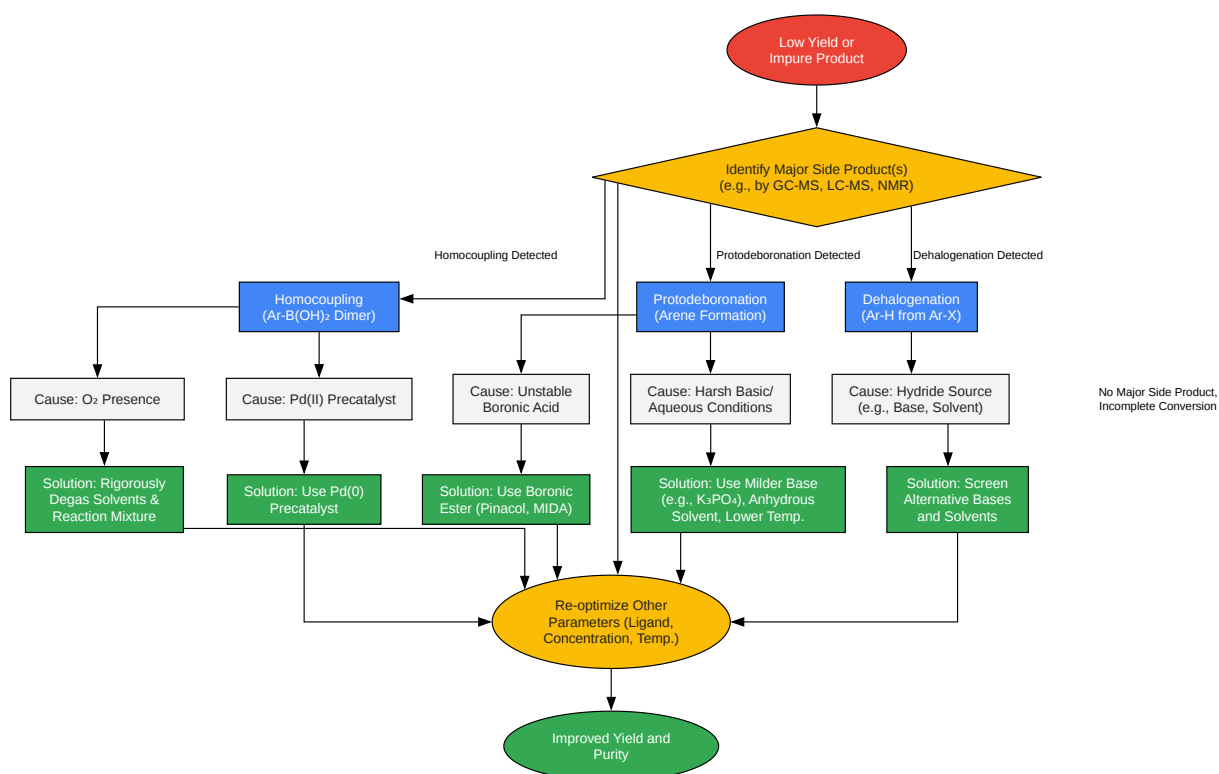 Low Yield or
Impure Product
Identify Major Side Product(s)
(e.g., by GC-MS, LC-MS, NMR)
Homocoupling Detected
Protodeboronation Detected
Dehalogenation Detected
Homocoupling
(Ar-B(OH)₂ Dimer)
Protodeboronation
(Arene Formation)
Dehalogenation
(Ar-H from Ar-X)
Cause: O₂ Presence
Cause: Pd(II) Precatalyst
Cause: Unstable
Boronic Acid
Cause: Harsh Basic/
Aqueous Conditions
Cause: Hydride Source
(e.g., Base, Solvent)
No Major Side Product,
Incomplete Conversion
Solution: Rigorously
Degas Solvents &
Reaction Mixture
Solution: Use Pd(0)
Precatalyst
Solution: Use Boronic
Ester (Pinacol, MIDA)
Solution: Use Milder Base
(e.g., K₃PO₄), Anhydrous
Solvent, Lower Temp.
Solution: Screen
Alternative Bases
and Solvents
Re-optimize Other
Parameters (Ligand,
Concentration, Temp.)
Improved Yield and
Purity